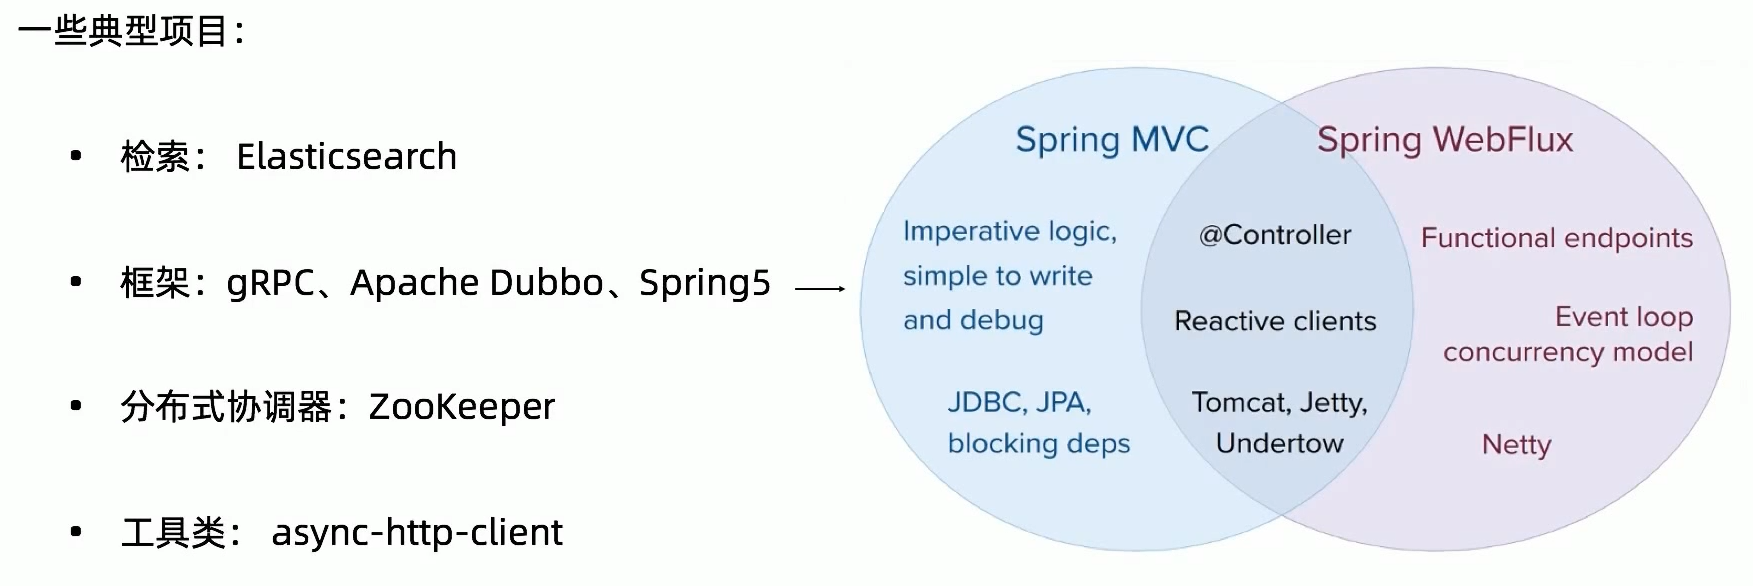 一些典型项目：
• 检索： Elasticsearch
• 框架：gRPC、Apache Dubbo、Spring5
• 分布式协调器：ZooKeeper
• 工具类： async-http-client
Spring MVC
Imperative logic,
simple to write
and debug
JDBC, JPA,
blocking deps
@Controller
Reactive clients
Tomcat, Jetty,
Undertow
Spring WebFlux
Functional endpoints
Event loop
concurrency model
Netty